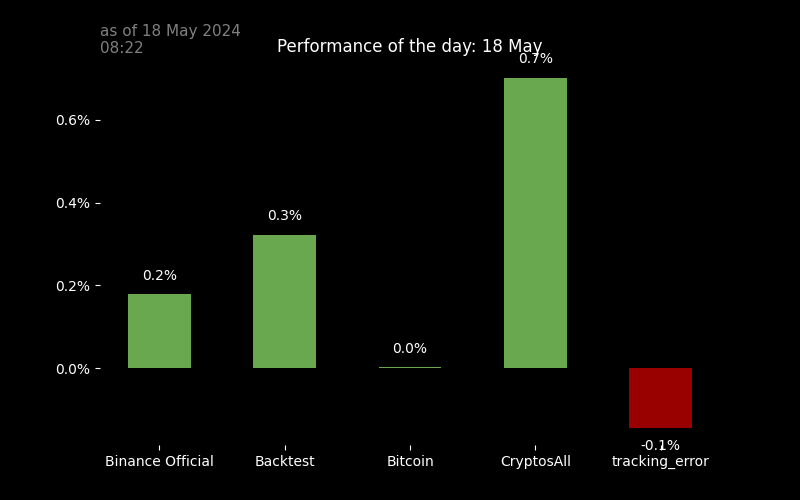 as of 18 May 2024
08:22
Performance of the day: 18 May
0.7%
0.6%
0.4%
0.3%
0.2%
0.2%
0.0%
0.0%
-0.1%
Binance Official
Backtest
Bitcoin
CryptosAll
tracking_error